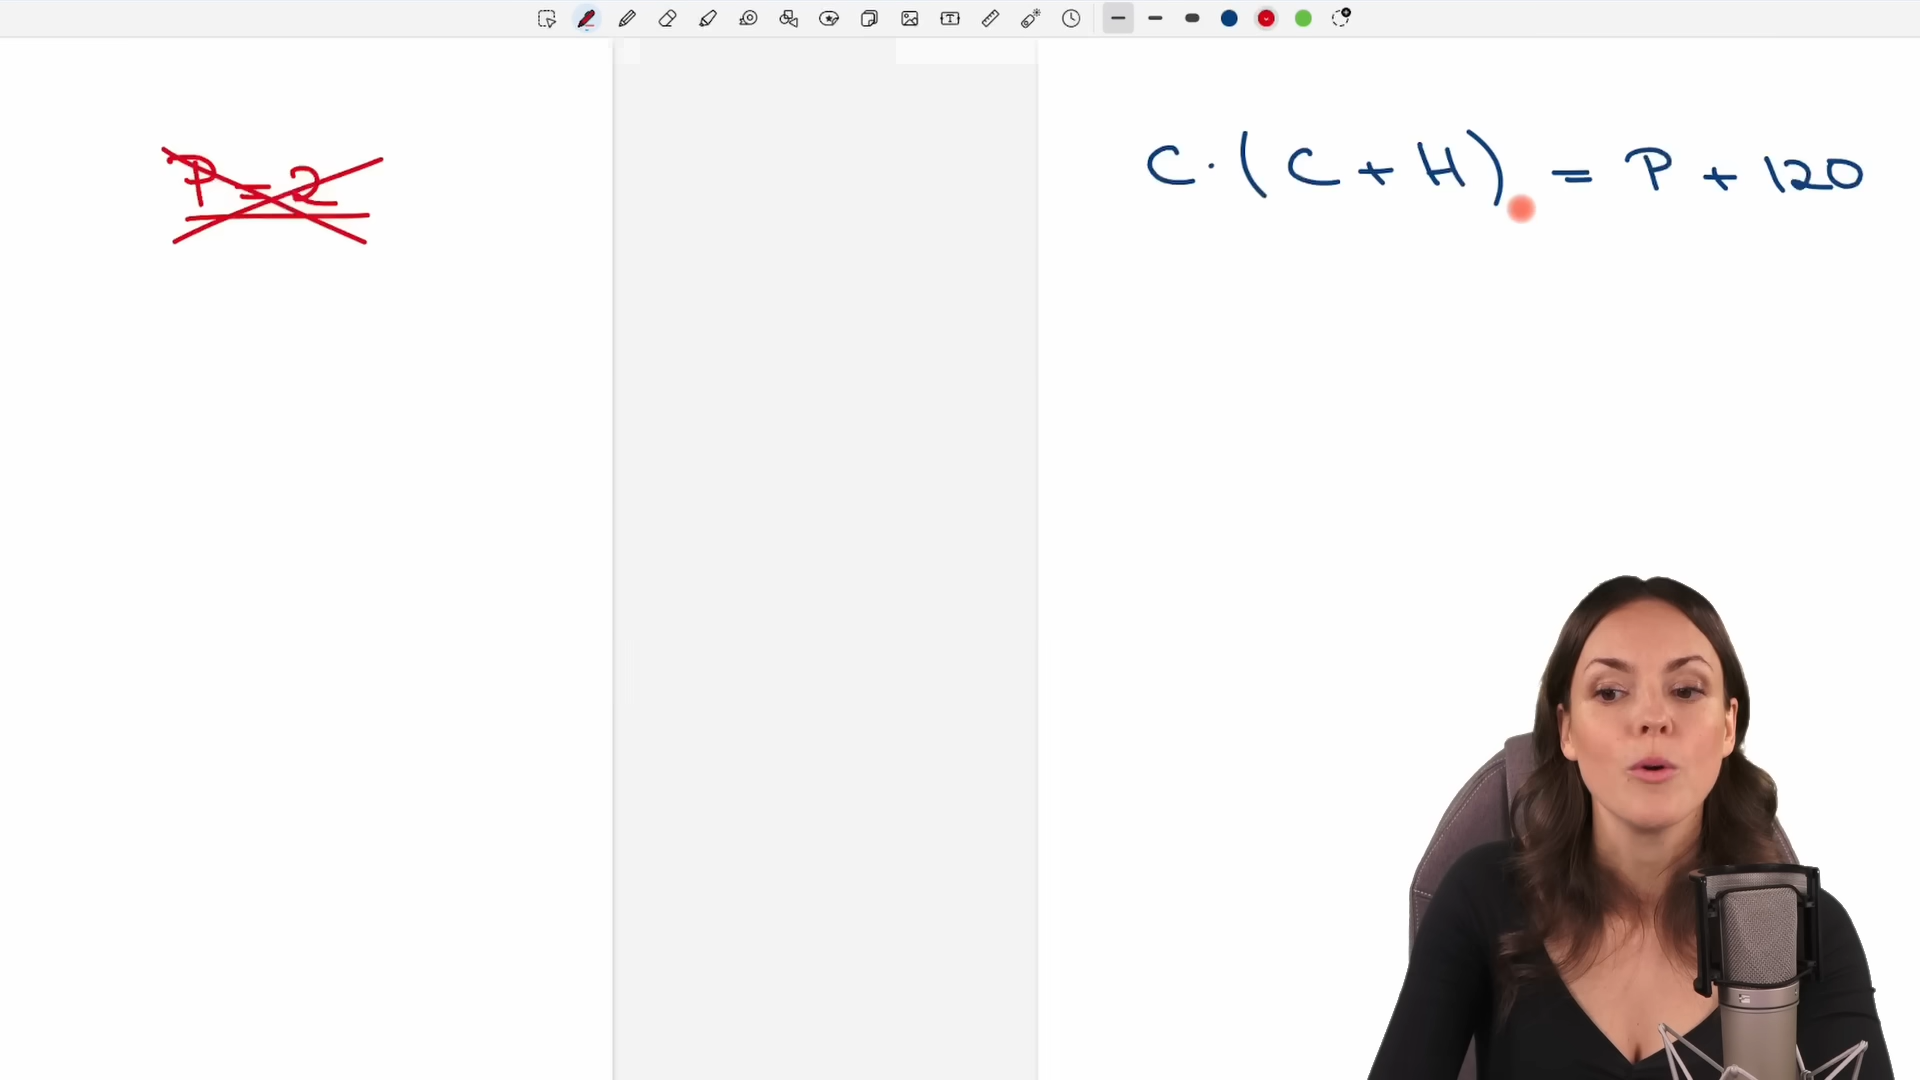 P = 2
C · ( C + H ) = P + 120